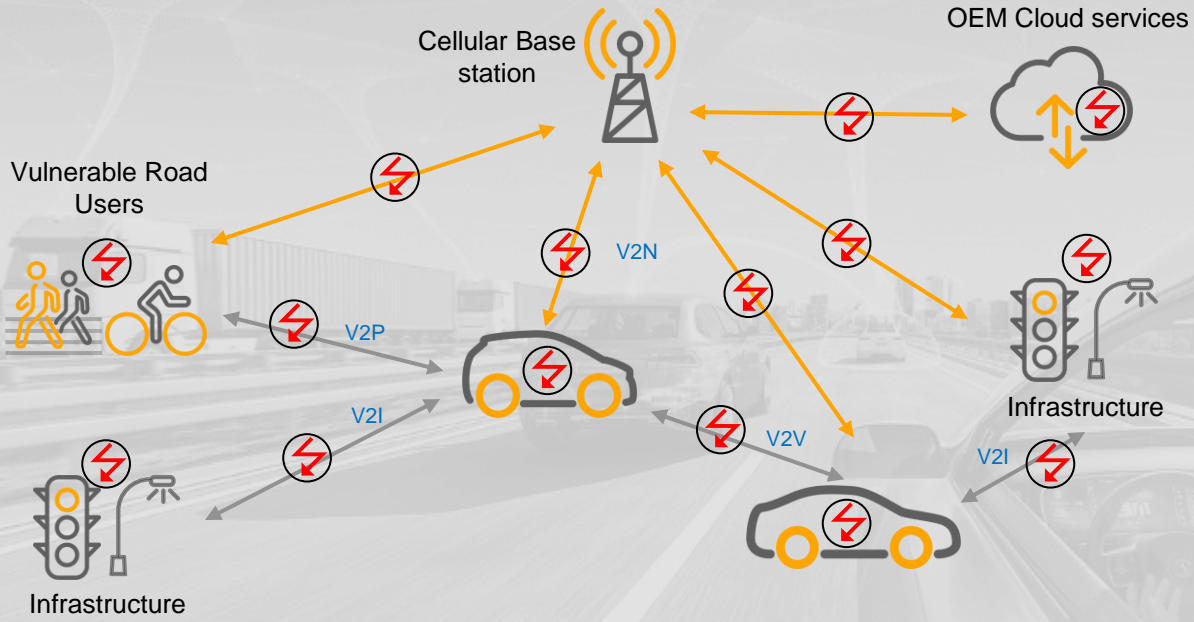 OEM Cloud services
Cellular Base
station
Vulnerable Road
Users
V2N
V2P
V2I
Infrastructure
V2V
V2I
Infrastructure